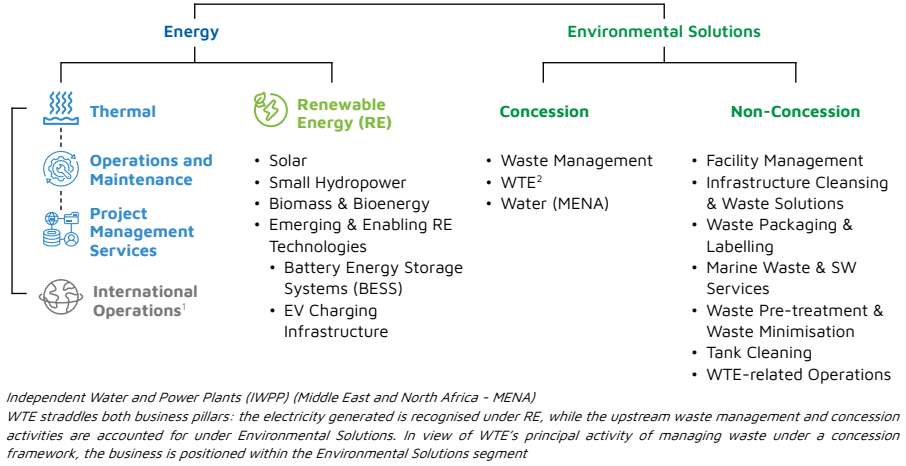 Energy
Environmental Solutions
Thermal
Operations and
Maintenance
Project
Management
Services
International
Operations¹
Renewable
Energy (RE)
• Solar
• Small Hydropower
• Biomass & Bioenergy
• Emerging & Enabling RE
Technologies
• Battery Energy Storage
Systems (BESS)
• EV Charging
Infrastructure
Concession
• Waste Management
• WTE²
• Water (MENA)
Non-Concession
• Facility Management
• Infrastructure Cleansing
& Waste Solutions
• Waste Packaging &
Labelling
• Marine Waste & SW
Services
• Waste Pre-treatment &
Waste Minimisation
• Tank Cleaning
• WTE-related Operations
Independent Water and Power Plants (IWPP) (Middle East and North Africa - MENA)
WTE straddles both business pillars: the electricity generated is recognised under RE, while the upstream waste management and concession
activities are accounted for under Environmental Solutions. In view of WTE's principal activity of managing waste under a concession
framework, the business is positioned within the Environmental Solutions segment